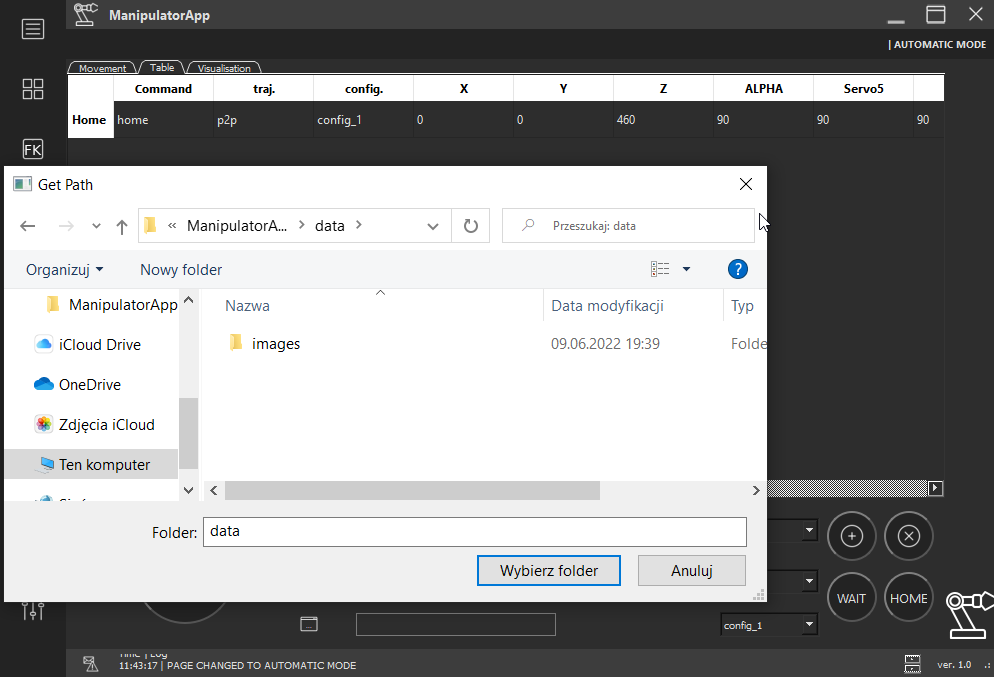 ManipulatorApp
| AUTOMATIC MODE
Movement Table Visualisation
Command traj. config. X Y Z ALPHA Servo5
Home home p2p config_1 0 0 460 90 90 90
FK
Get Path
« ManipulatorA... > data > Przeszukaj: data
Organizuj Nowy folder ?
ManipulatorApp Nazwa Data modyfikacji Typ
images 09.06.2022 19:39 Folde
iCloud Drive
OneDrive
Zdjęcia iCloud
Ten komputer
Folder: data
Wybierz folder Anuluj
WAIT HOME
config_1
Time | Log
11:43:17 | PAGE CHANGED TO AUTOMATIC MODE
ver. 1.0 .: